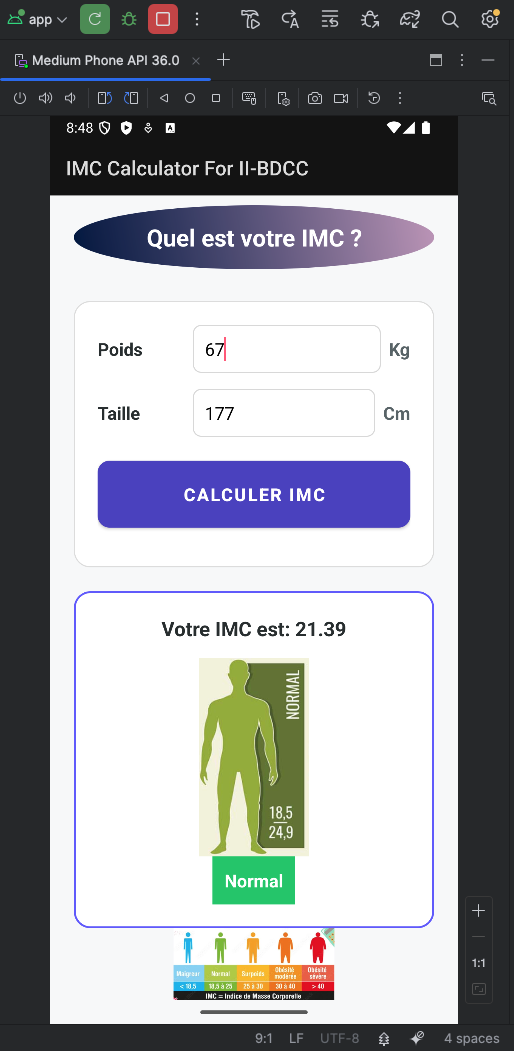 app
Medium Phone API 36.0
8:48
A
IMC Calculator For II-BDCC
Quel est votre IMC ?
Poids
67
Kg
Taille
177
Cm
CALCULER IMC
Votre IMC est: 21.39
NORMAL
18,5
24,9
Normal
Maigreur Normal Surpoids Obésité modérée Obésité sévère
< 18,5 18,5 à 25 25 à 30 30 à 40 > 40
IMC = Indice de Masse Corporelle
1:1
9:1 LF UTF-8 4 spaces